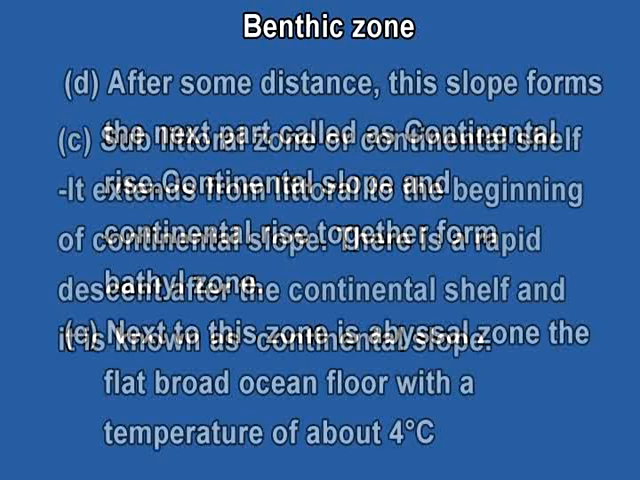 Benthic zone
(d) After some distance, this slope forms
the next part called as Continental
rise. Continental slope and
continental rise together form
bathyl zone.
(e) Next to this zone is abyssal zone the
flat broad ocean floor with a
temperature of about 4°C
(c) Sub littoral zone or continental shelf
-It extends from littoral to the beginning
of continental slope. There is a rapid
descent after the continental shelf and
it is known as continental slope.